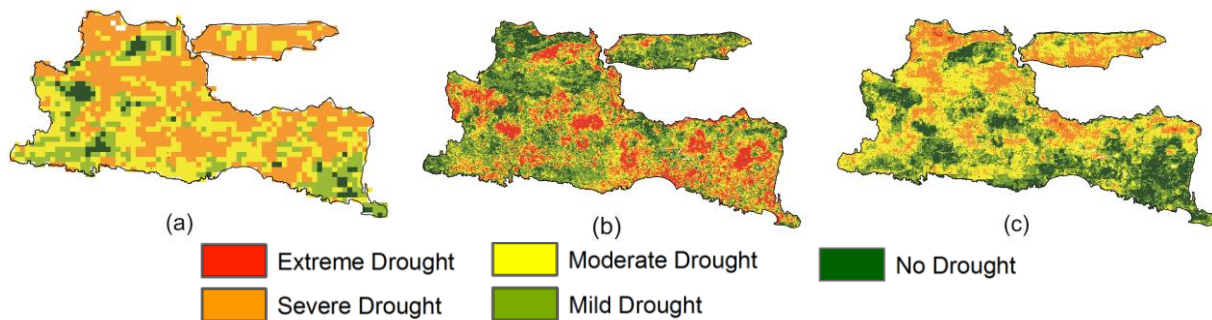 (a)
(b)
(c)
Extreme Drought
Moderate Drought
No Drought
Severe Drought
Mild Drought